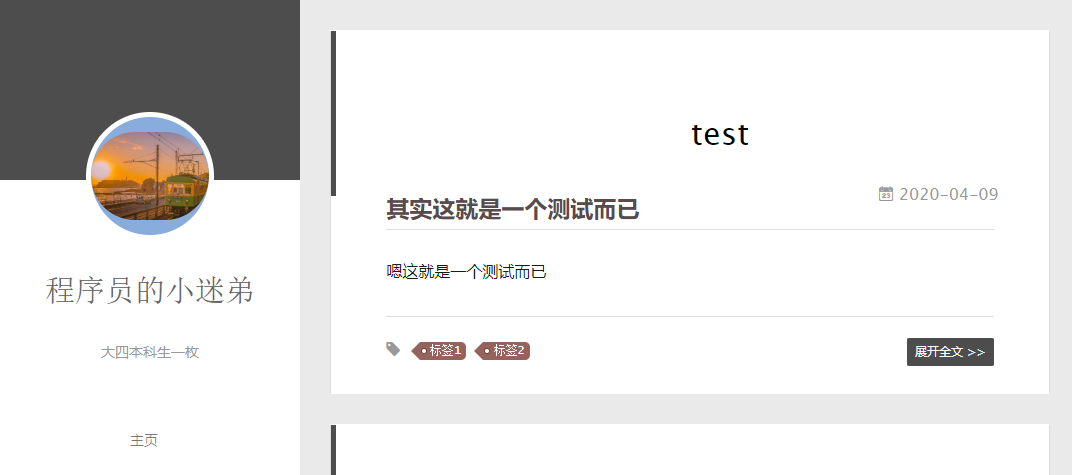 程序员的小迷弟
大四本科生一枚
主页
test
2020-04-09
其实这就是一个测试而已
嗯这就是一个测试而已
标签1 标签2
展开全文 >>